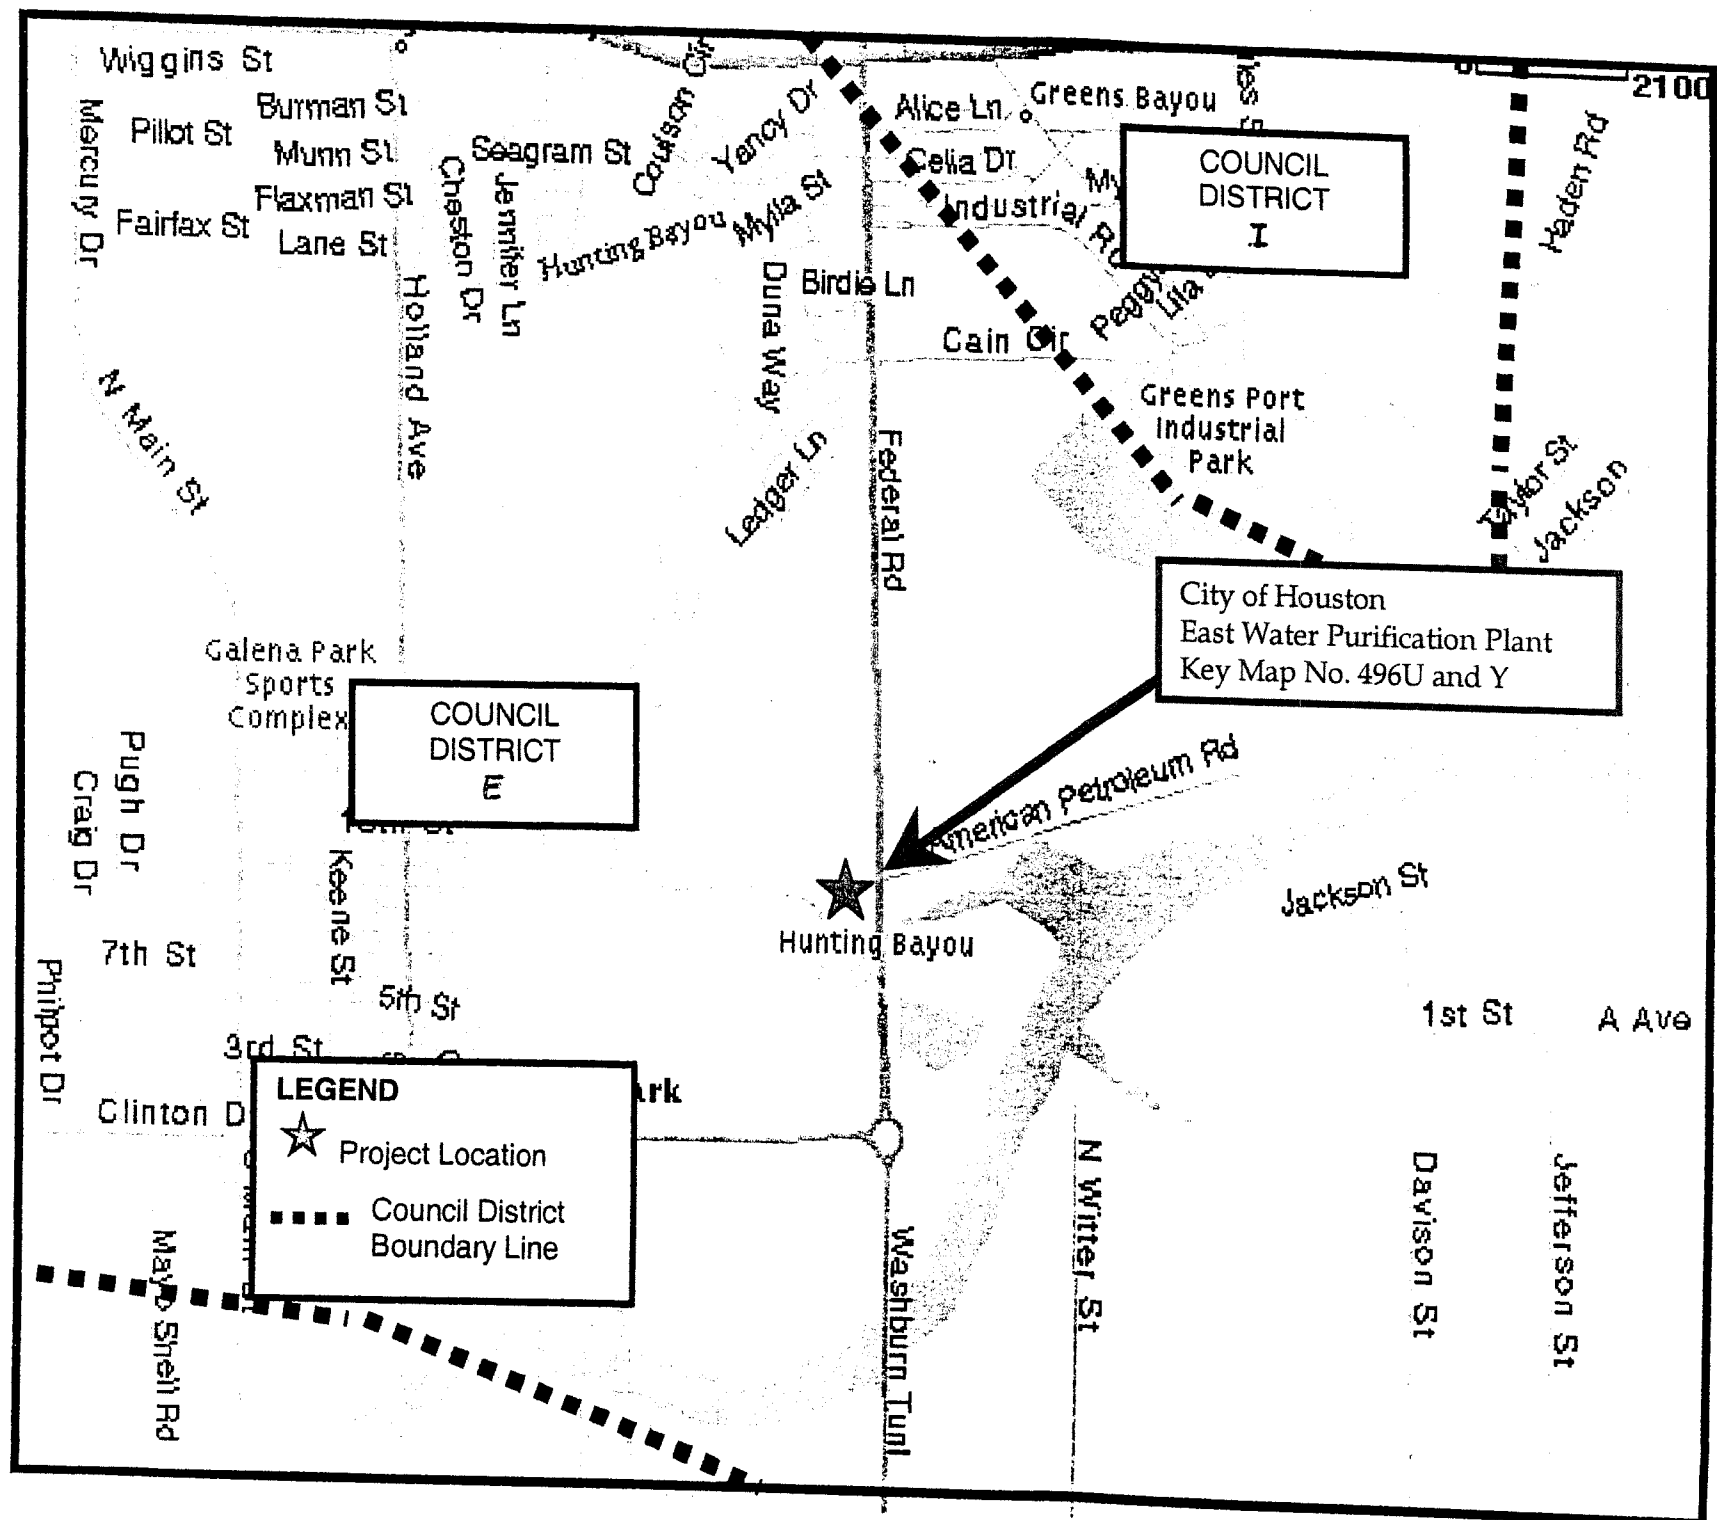 Wiggins St
2100
Burman St
Greens Bayou
Alice Ln
Pillot St
Munn St
Seagram St
Coulson Cir
Yancy Dr
Celia Dr
COUNCIL
DISTRICT
I
Haden Rd
Mercury Dr
Flaxman St
Fairfax St
Lane St
Cheston Dr
Jennifer Ln
Hunting Bayou
Mylla St
Industrial Rd
Birdie Ln
Duna Way
Holland Ave
Cain Cir
Peggy
Lila
N Main St
Greens Port
Industrial
Park
Ledger Ln
Federal Rd
Taylor St
Jackson
City of Houston
East Water Purification Plant
Key Map No. 496U and Y
Galena Park
Sports
Complex
COUNCIL
DISTRICT
E
Pugh Dr
Craig Dr
American Petroleum Rd
Keene St
Jackson St
Hunting Bayou
7th St
Philpot Dr
5th St
1st St
A Ave
3rd St
LEGEND
Project Location
Council District
Boundary Line
ark
Clinton D
N Witter St
Davison St
Jefferson St
Mayo Shell Rd
Washburn Tunl